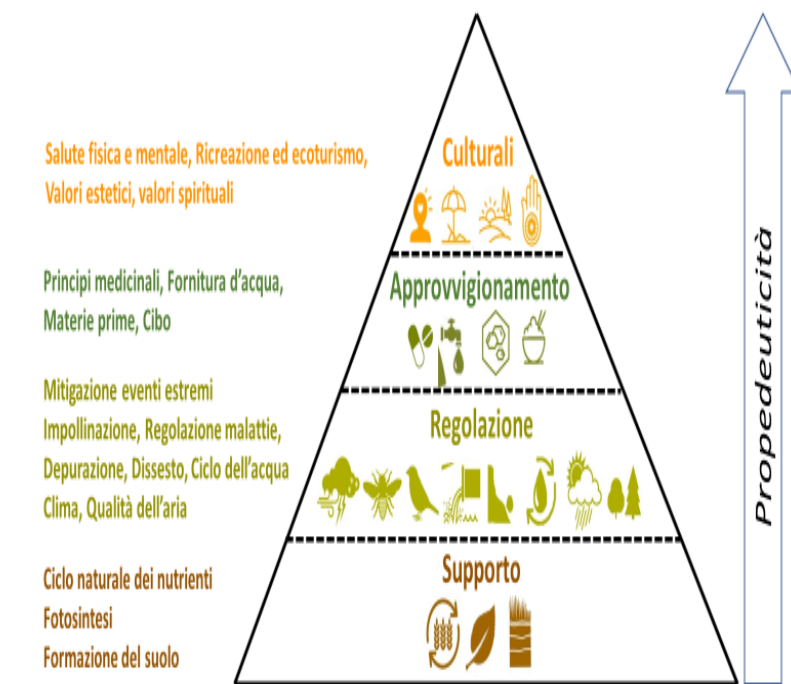 Culturali
Salute fisica e mentale, Ricreazione ed ecoturismo,
Valori estetici, valori spirituali
Approvvigionamento
Principi medicinali, Fornitura d'acqua,
Materie prime, Cibo
Regolazione
Mitigazione eventi estremi
Impollinazione, Regolazione malattie,
Depurazione, Dissesto, Ciclo dell'acqua
Clima, Qualità dell'aria
Supporto
Ciclo naturale dei nutrienti
Fotosintesi
Formazione del suolo
Propedeuticità